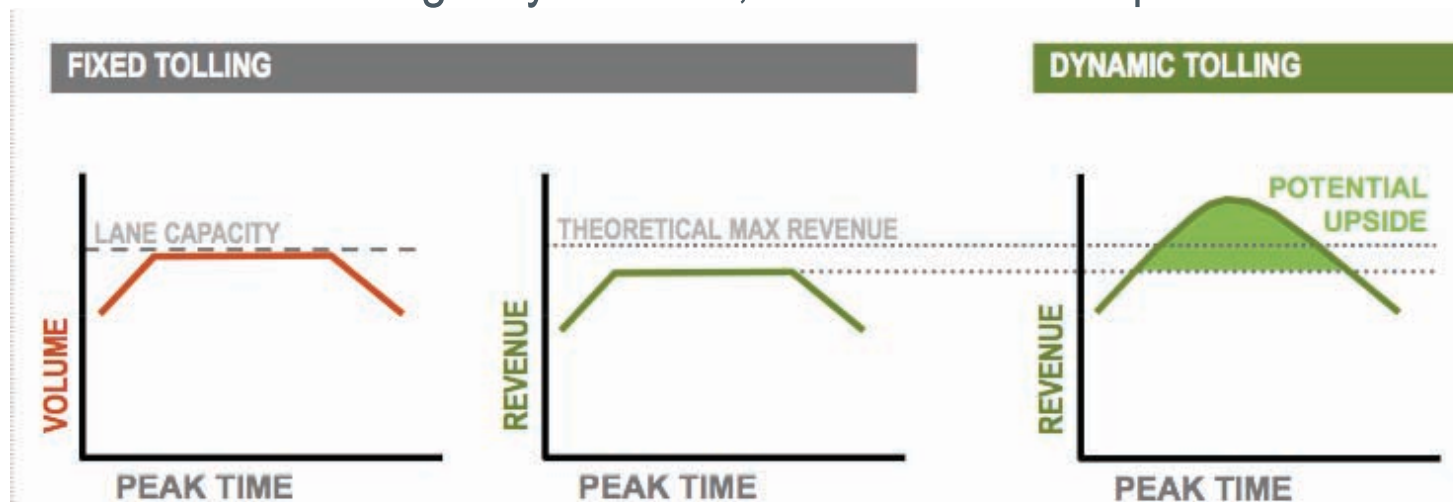 FIXED TOLLING
DYNAMIC TOLLING
LANE CAPACITY
VOLUME
PEAK TIME
THEORETICAL MAX REVENUE
REVENUE
PEAK TIME
POTENTIAL
UPSIDE
REVENUE
PEAK TIME